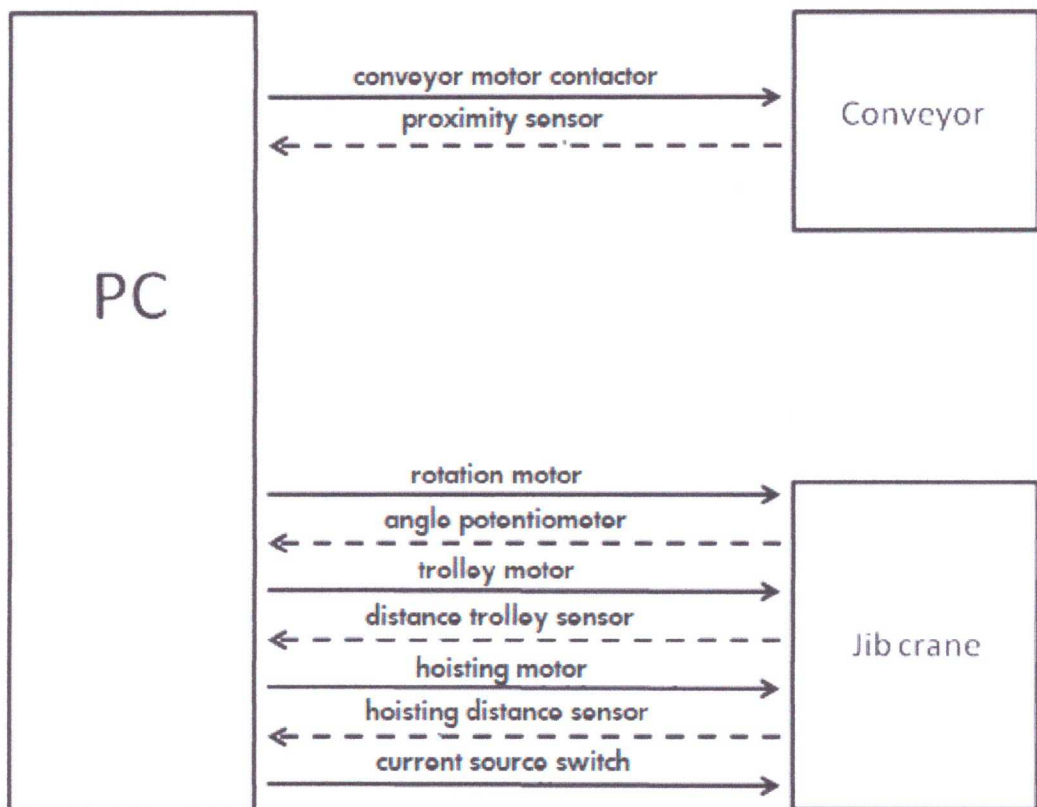 conveyor motor contactor
proximity sensor
Conveyor
PC
rotation motor
angle potentiometer
trolley motor
distance trolley sensor
Jib crane
hoisting motor
hoisting distance sensor
current source switch